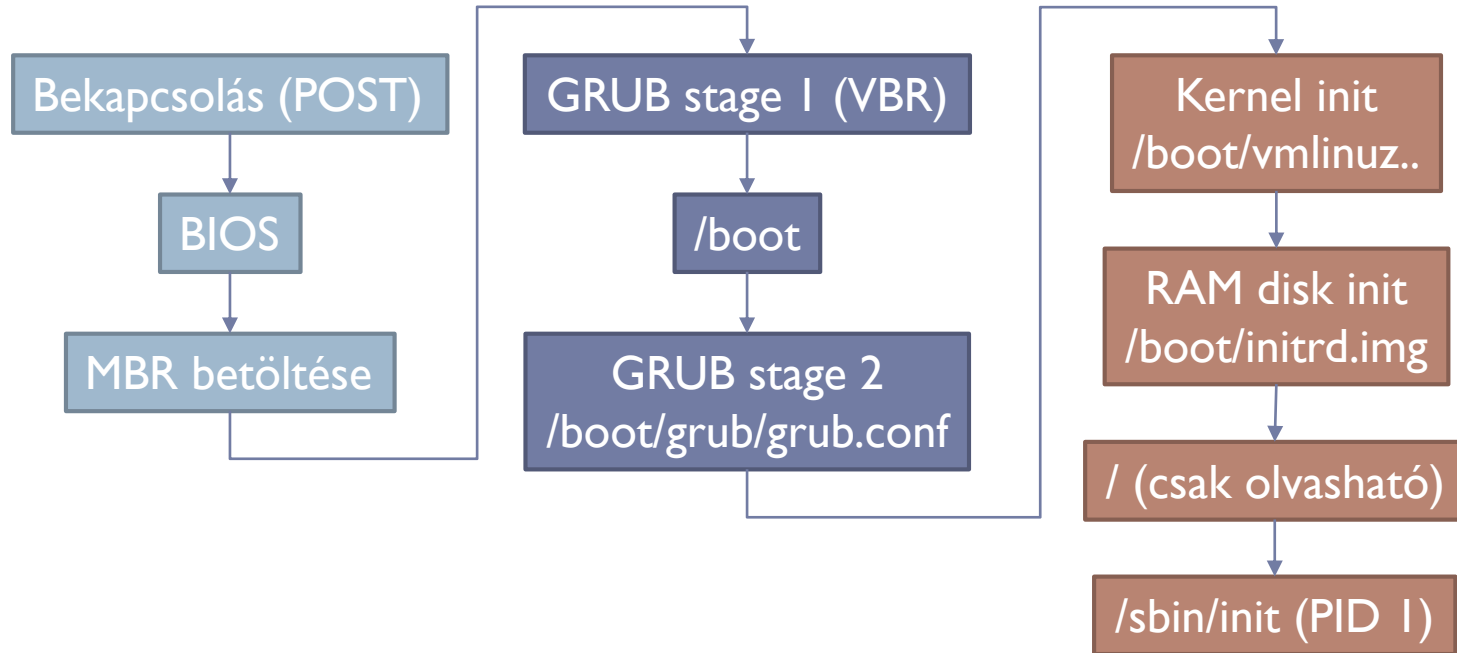 Bekapcsolás (POST)
BIOS
MBR betöltése
GRUB stage 1 (VBR)
/boot
GRUB stage 2
/boot/grub/grub.conf
Kernel init
/boot/vmlinuz..
RAM disk init
/boot/initrd.img
/ (csak olvasható)
/sbin/init (PID 1)